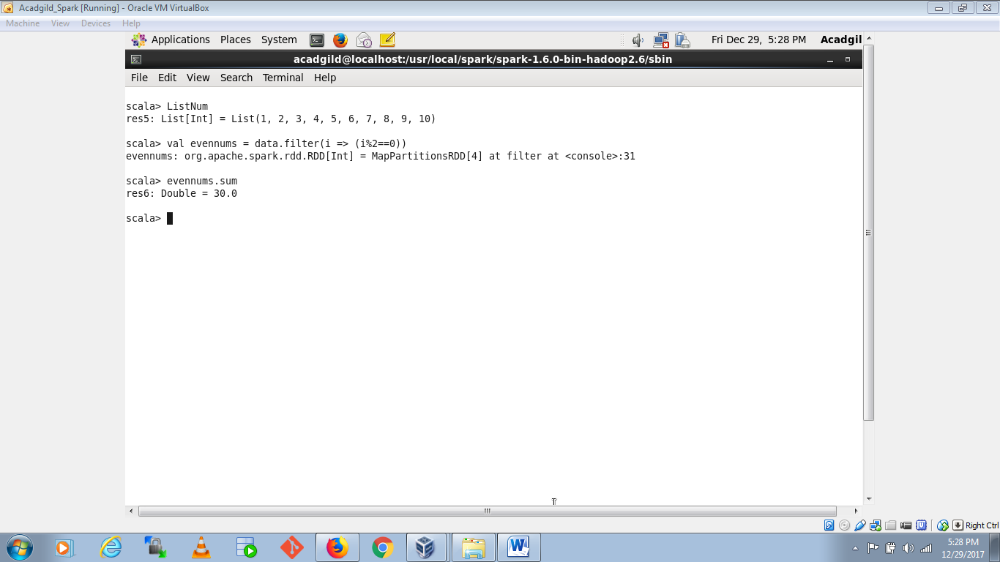 Acadgild_Spark [Running] - Oracle VM VirtualBox
Machine View Devices Help
Applications Places System Fri Dec 29, 5:28 PM Acadgil
acadgild@localhost:/usr/local/spark/spark-1.6.0-bin-hadoop2.6/sbin
File Edit View Search Terminal Help
scala> ListNum
res5: List[Int] = List(1, 2, 3, 4, 5, 6, 7, 8, 9, 10)
scala> val evennums = data.filter(i => (i%2==0))
evennums: org.apache.spark.rdd.RDD[Int] = MapPartitionsRDD[4] at filter at <console>:31
scala> evennums.sum
res6: Double = 30.0
scala>
Right Ctrl
5:28 PM
12/29/2017